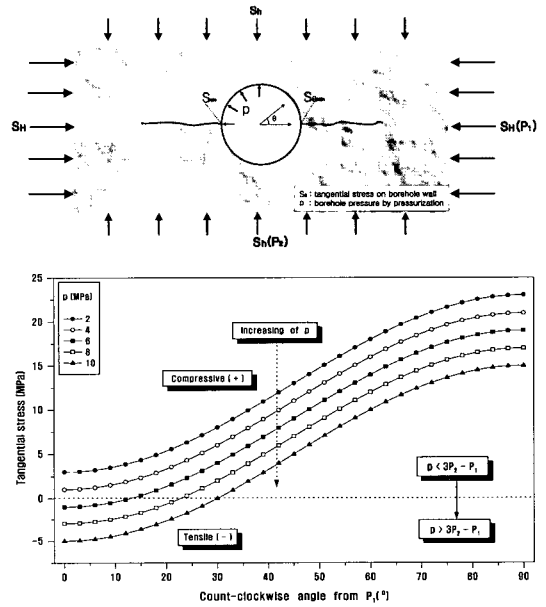 Sh
SH
SH(P₁)
p
θ
Sθ : tangential stress on borehole wall
p : borehole pressure by pressurization
Sh(P₂)
25
20
15
10
5
0
-5
Tangential stress (MPa)
p (MPa)
2
4
6
8
10
Increasing of p
Compressive (+)
Tensile (-)
p < 3P₂ - P₁
p > 3P₂ - P₁
0 10 20 30 40 50 60 70 80 90
Count-clockwise angle from P₁(°)